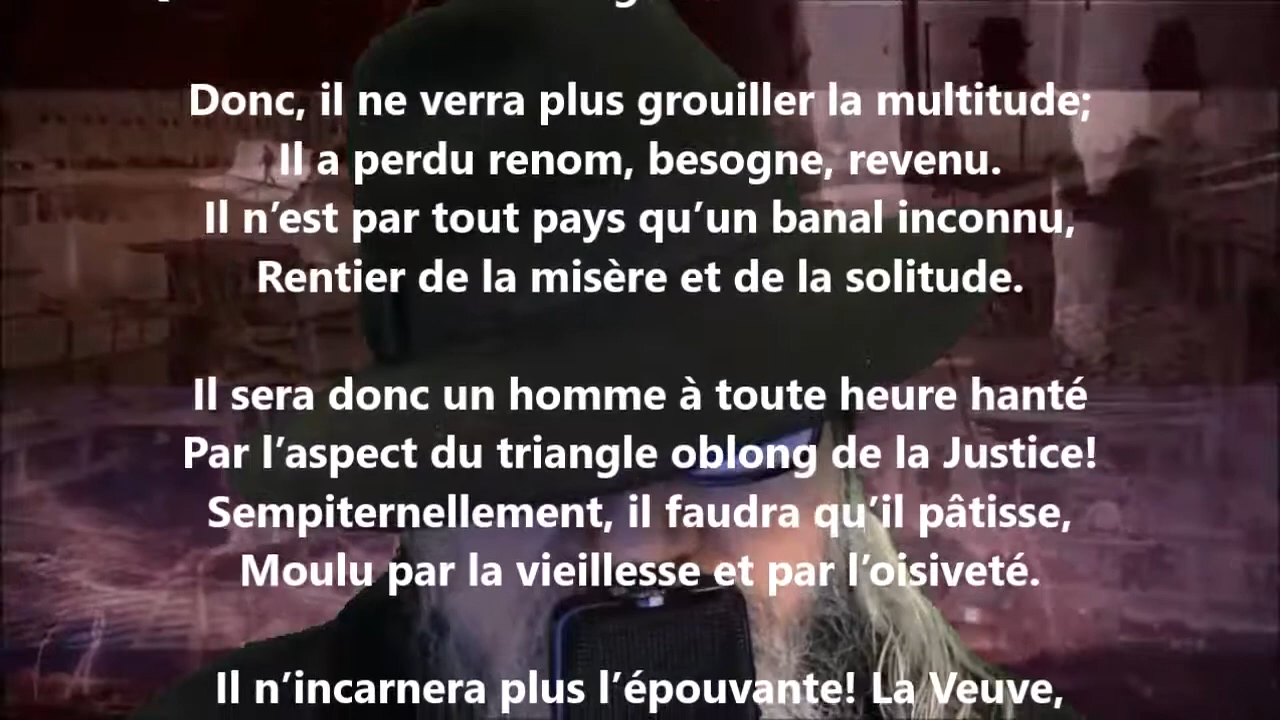 Donc, il ne verra plus grouiller la multitude;
Il a perdu renom, besogne, revenu.
Il n’est par tout pays qu’un banal inconnu,
Rentier de la misère et de la solitude.
Il sera donc un homme à toute heure hanté
Par l’aspect du triangle oblong de la Justice!
Sempiternellement, il faudra qu’il pâtisse,
Moulu par la vieillesse et par l’oisiveté.
Il n’incarnera plus l’épouvante! La Veuve,